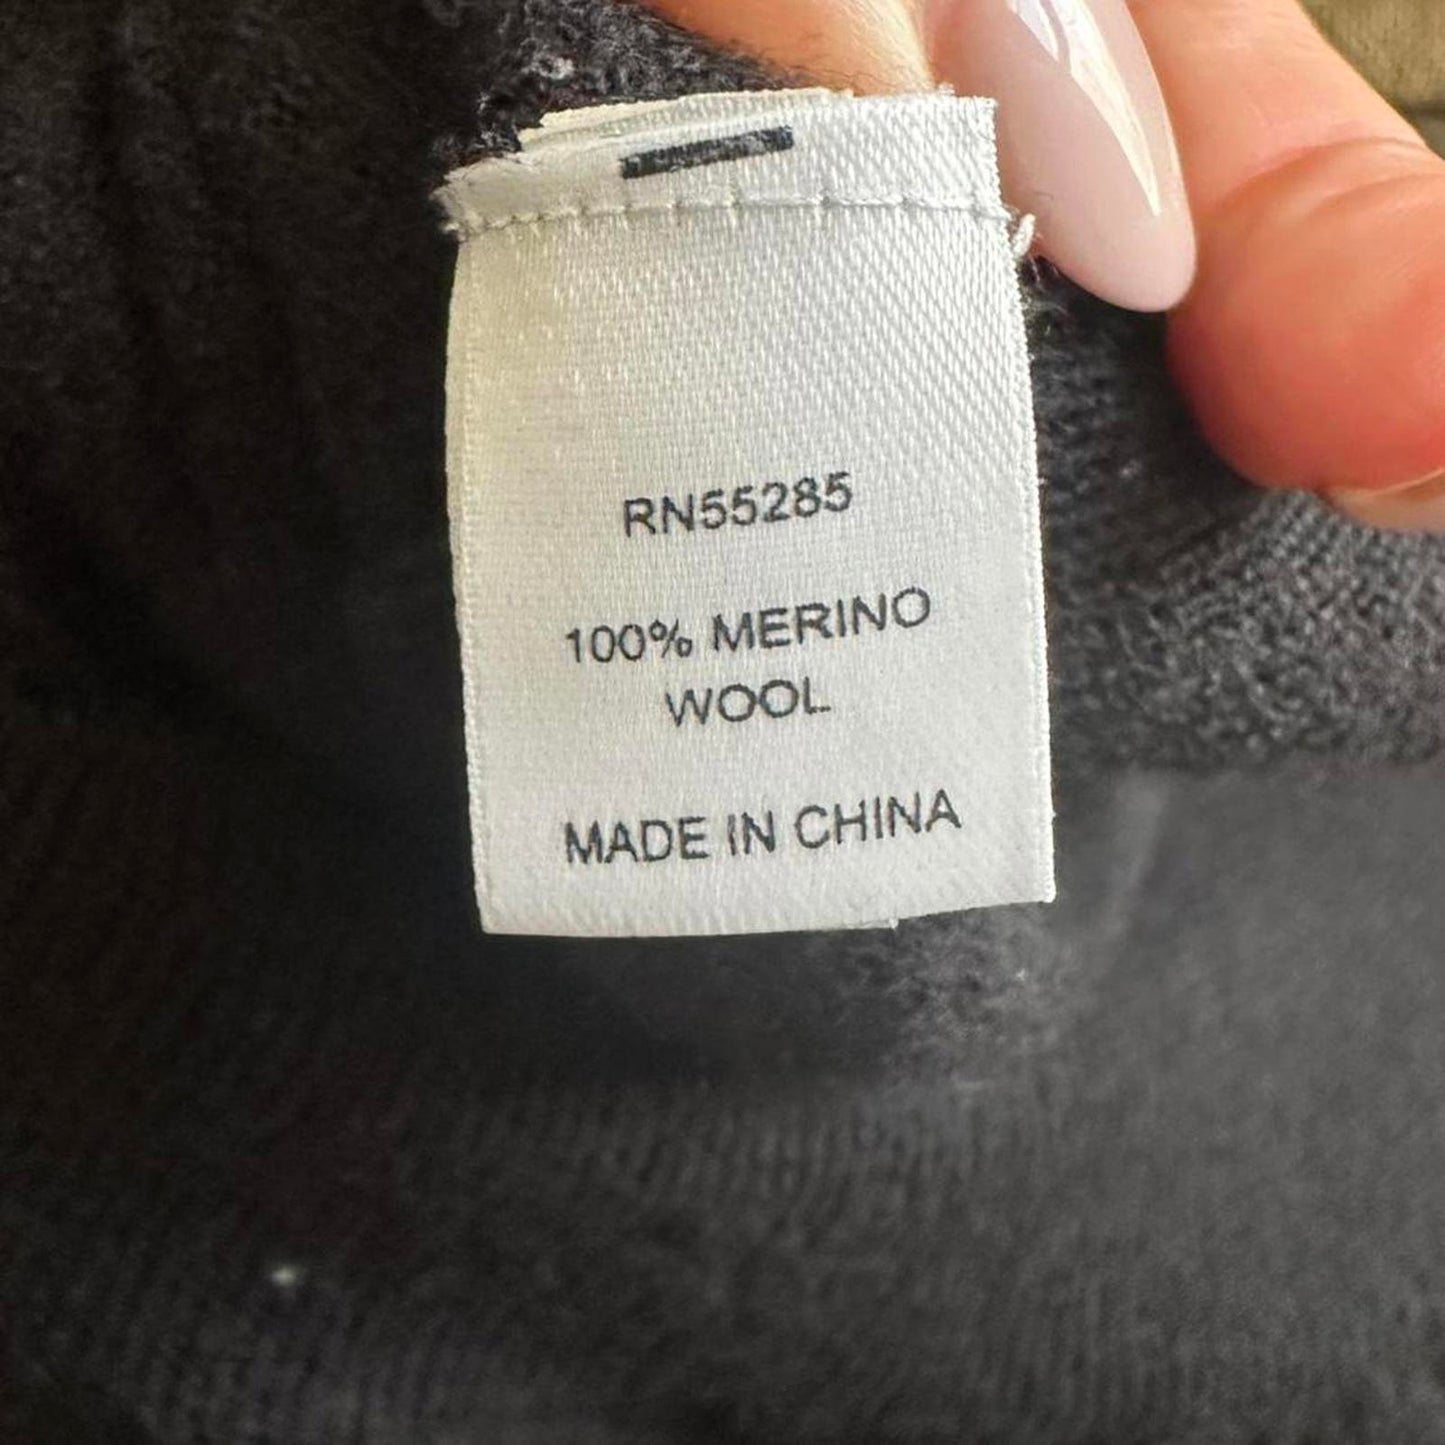 RN55285
100% MERINO
WOOL
MADE IN CHINA